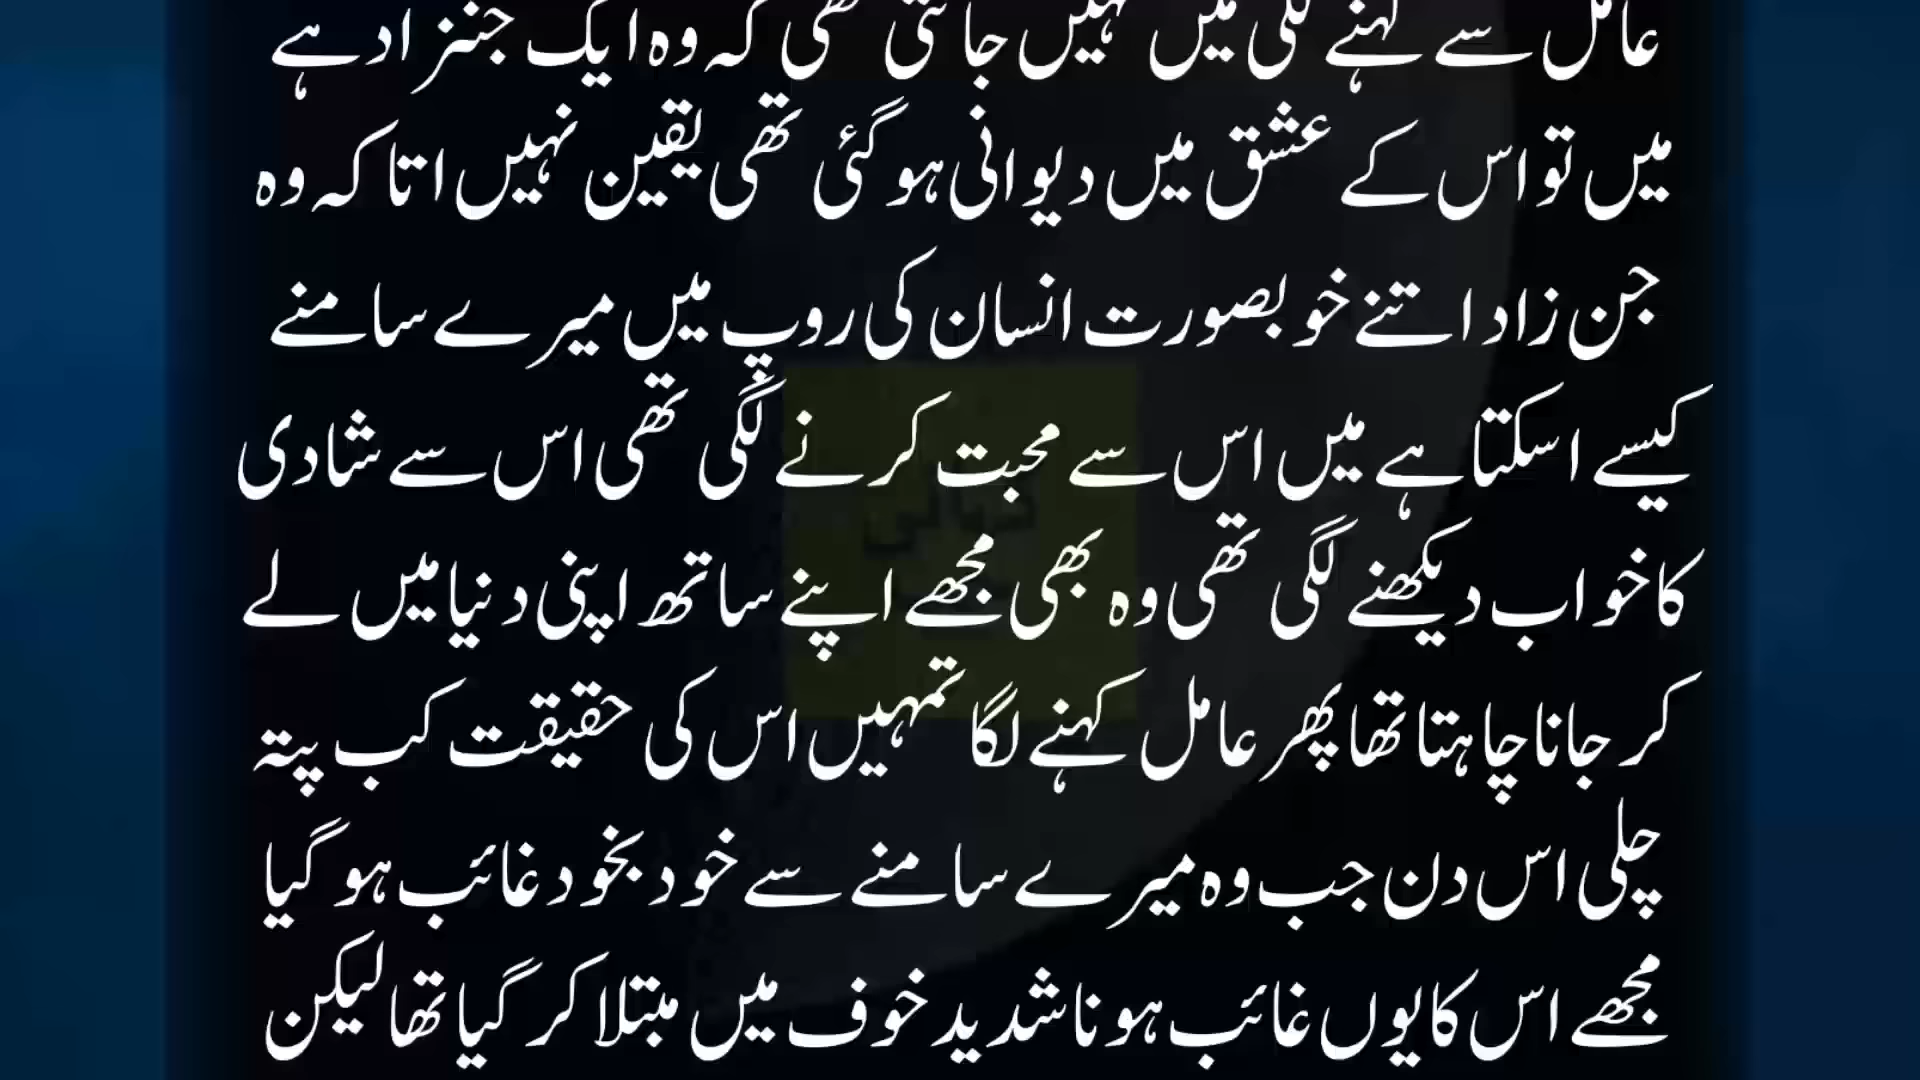 عامل سے کہنے لگی میں نہیں جانتی تھی کہ وہ ایک جنزاد ہے
میں تو اس کے عشق میں دیوانی ہو گئی تھی یقین نہیں اتا کہ وہ
جن زاد اتنے خوبصورت انسان کی روپ میں میرے سامنے
کیسے اسکتا ہے میں اس سے محبت کرنے لگی تھی اس سے شادی
کا خواب دیکھنے لگی تھی وہ بھی مجھے اپنے ساتھ اپنی دنیا میں لے
کر جانا چاہتا تھا پھر عامل کہنے لگا تمہیں اس کی حقیقت کب پتہ
چلی اس دن جب وہ میرے سامنے سے خود بخود غائب ہو گیا
مجھے اس کا یوں غائب ہونا شدید خوف میں مبتلا کر گیا تھا لیکن